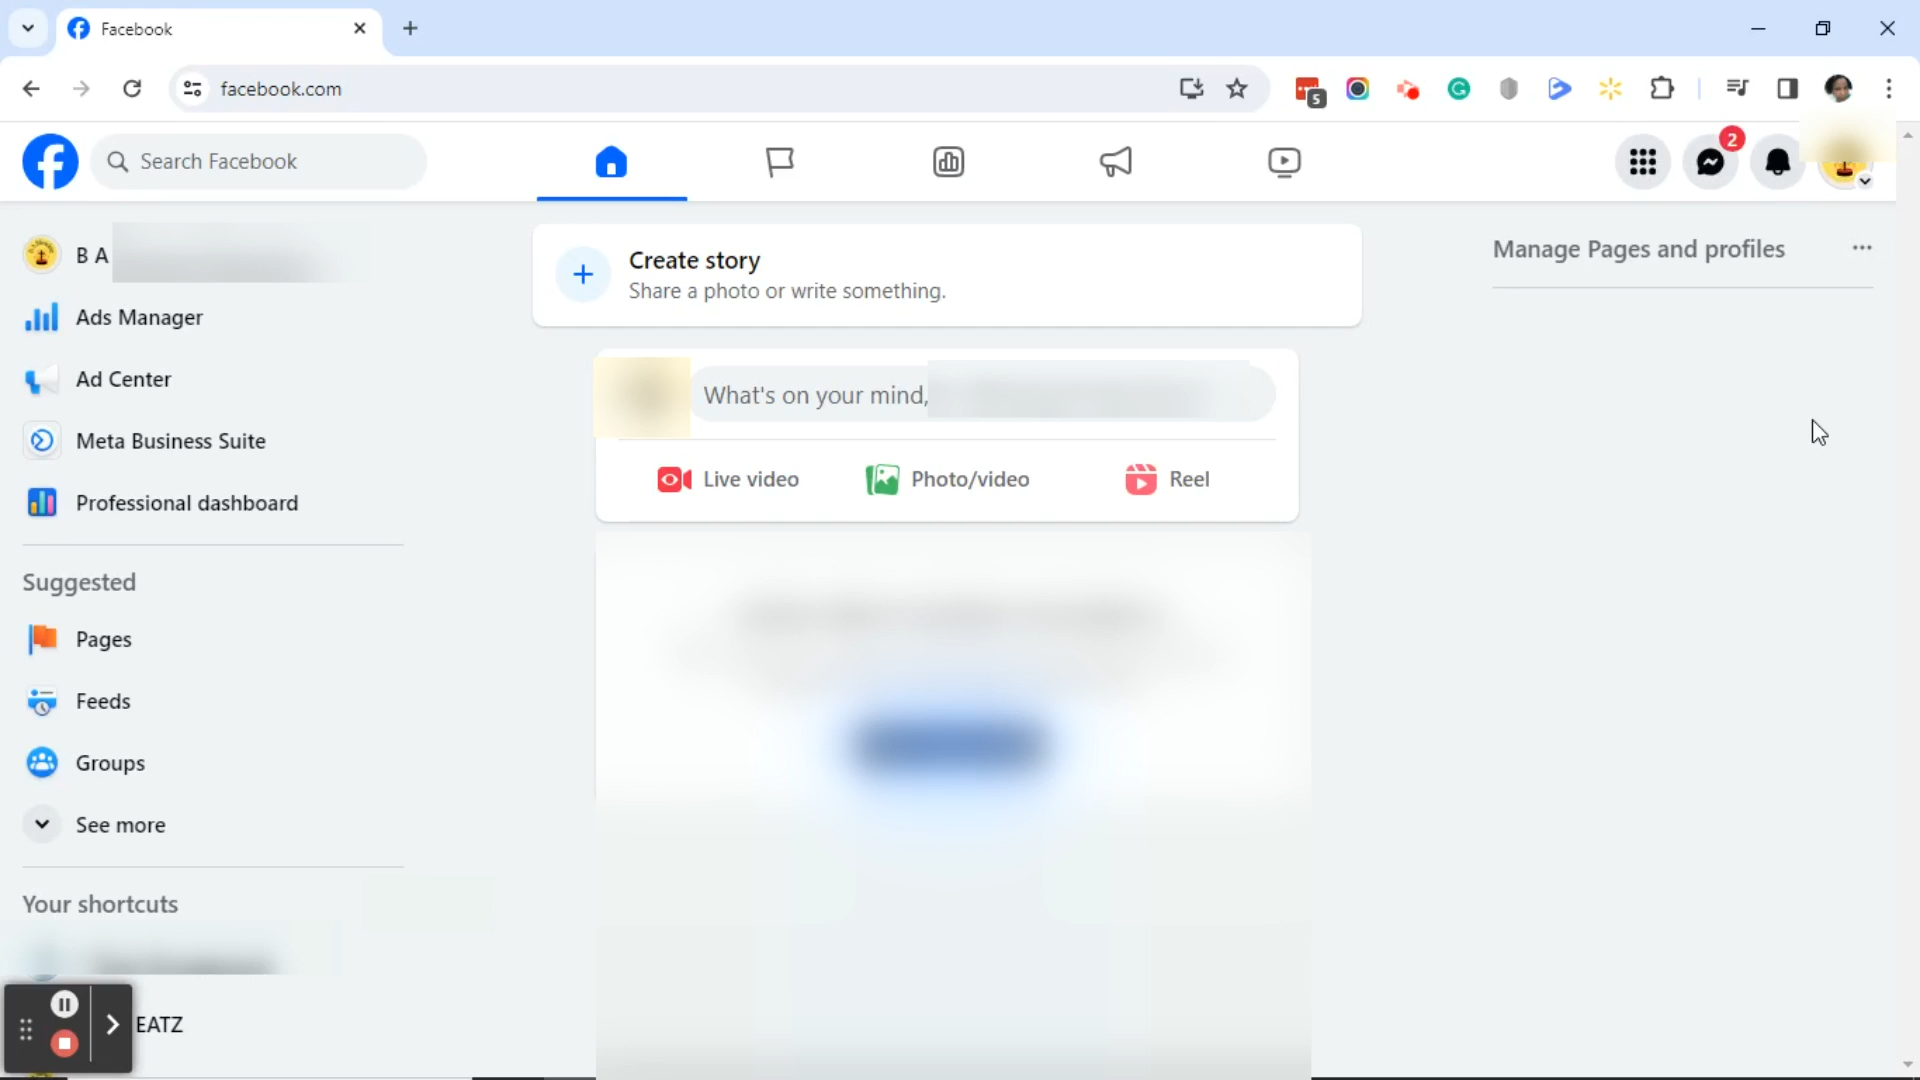 Facebook
facebook.com
5
Search Facebook
2
B A
Ads Manager
Ad Center
Meta Business Suite
Professional dashboard
Suggested
Pages
Feeds
Groups
See more
Your shortcuts
EATZ
Create story
Share a photo or write something.
What's on your mind,
Live video
Photo/video
Reel
Manage Pages and profiles